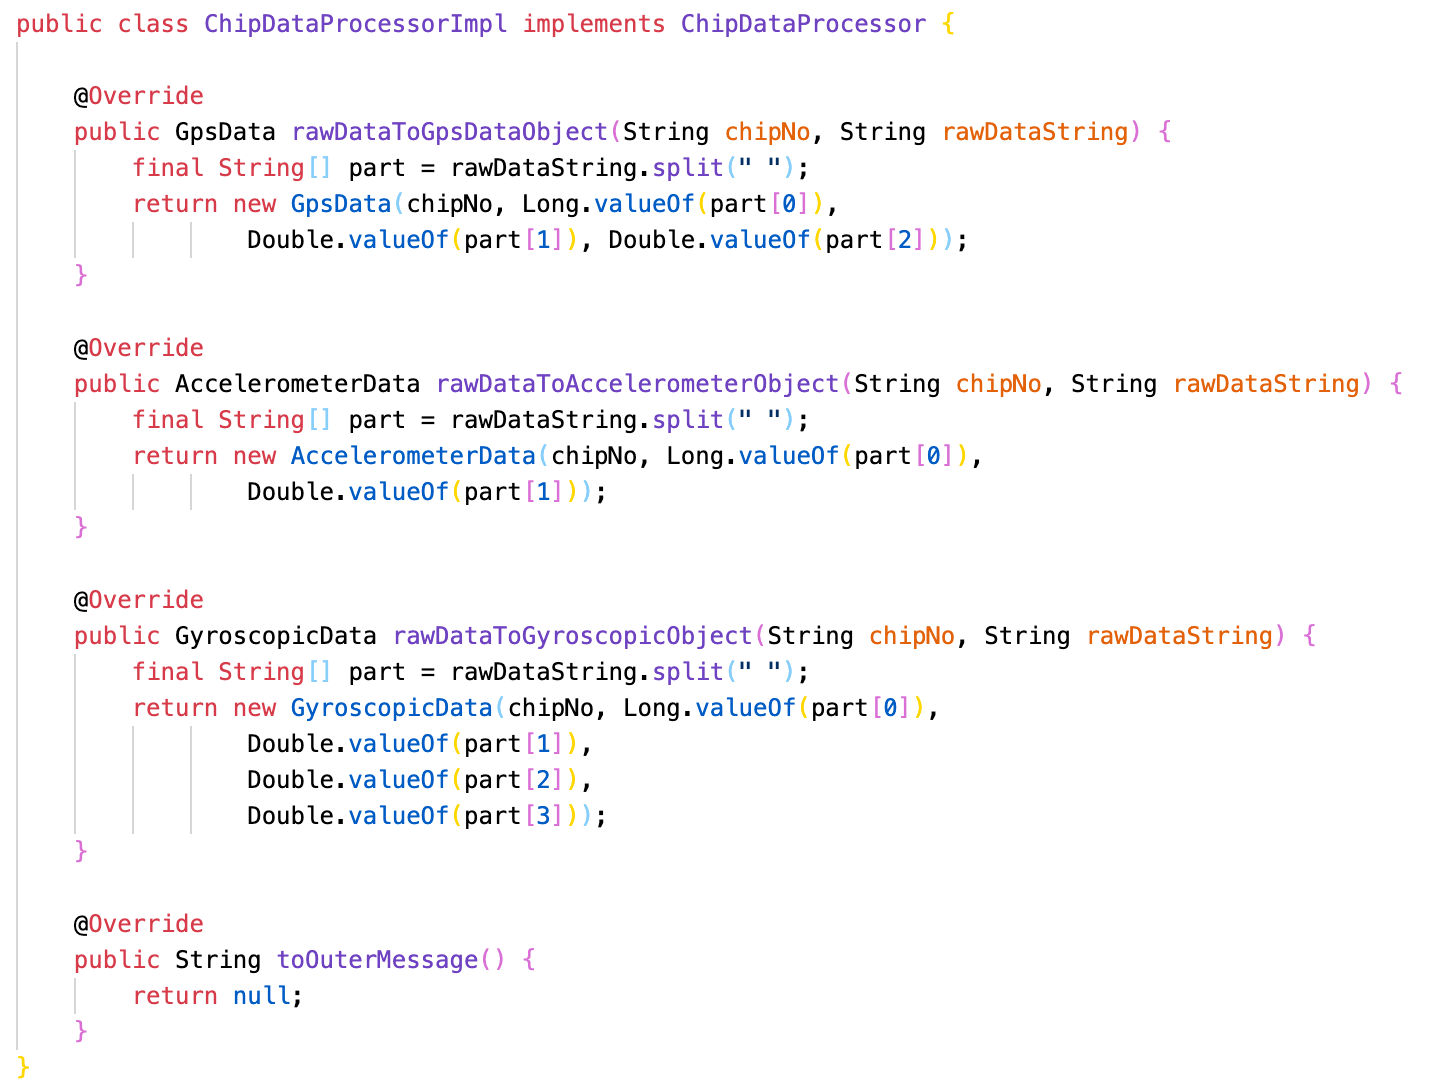 public class ChipDataProcessorImpl implements ChipDataProcessor {
@Override
public GpsData rawDataToGpsDataObject(String chipNo, String rawDataString) {
final String[] part = rawDataString.split(" ");
return new GpsData(chipNo, Long.valueOf(part[0]),
Double.valueOf(part[1]), Double.valueOf(part[2]));
}
@Override
public AccelerometerData rawDataToAccelerometerObject(String chipNo, String rawDataString) {
final String[] part = rawDataString.split(" ");
return new AccelerometerData(chipNo, Long.valueOf(part[0]),
Double.valueOf(part[1]));
}
@Override
public GyroscopicData rawDataToGyroscopicObject(String chipNo, String rawDataString) {
final String[] part = rawDataString.split(" ");
return new GyroscopicData(chipNo, Long.valueOf(part[0]),
Double.valueOf(part[1]),
Double.valueOf(part[2]),
Double.valueOf(part[3]));
}
@Override
public String toOuterMessage() {
return null;
}
}